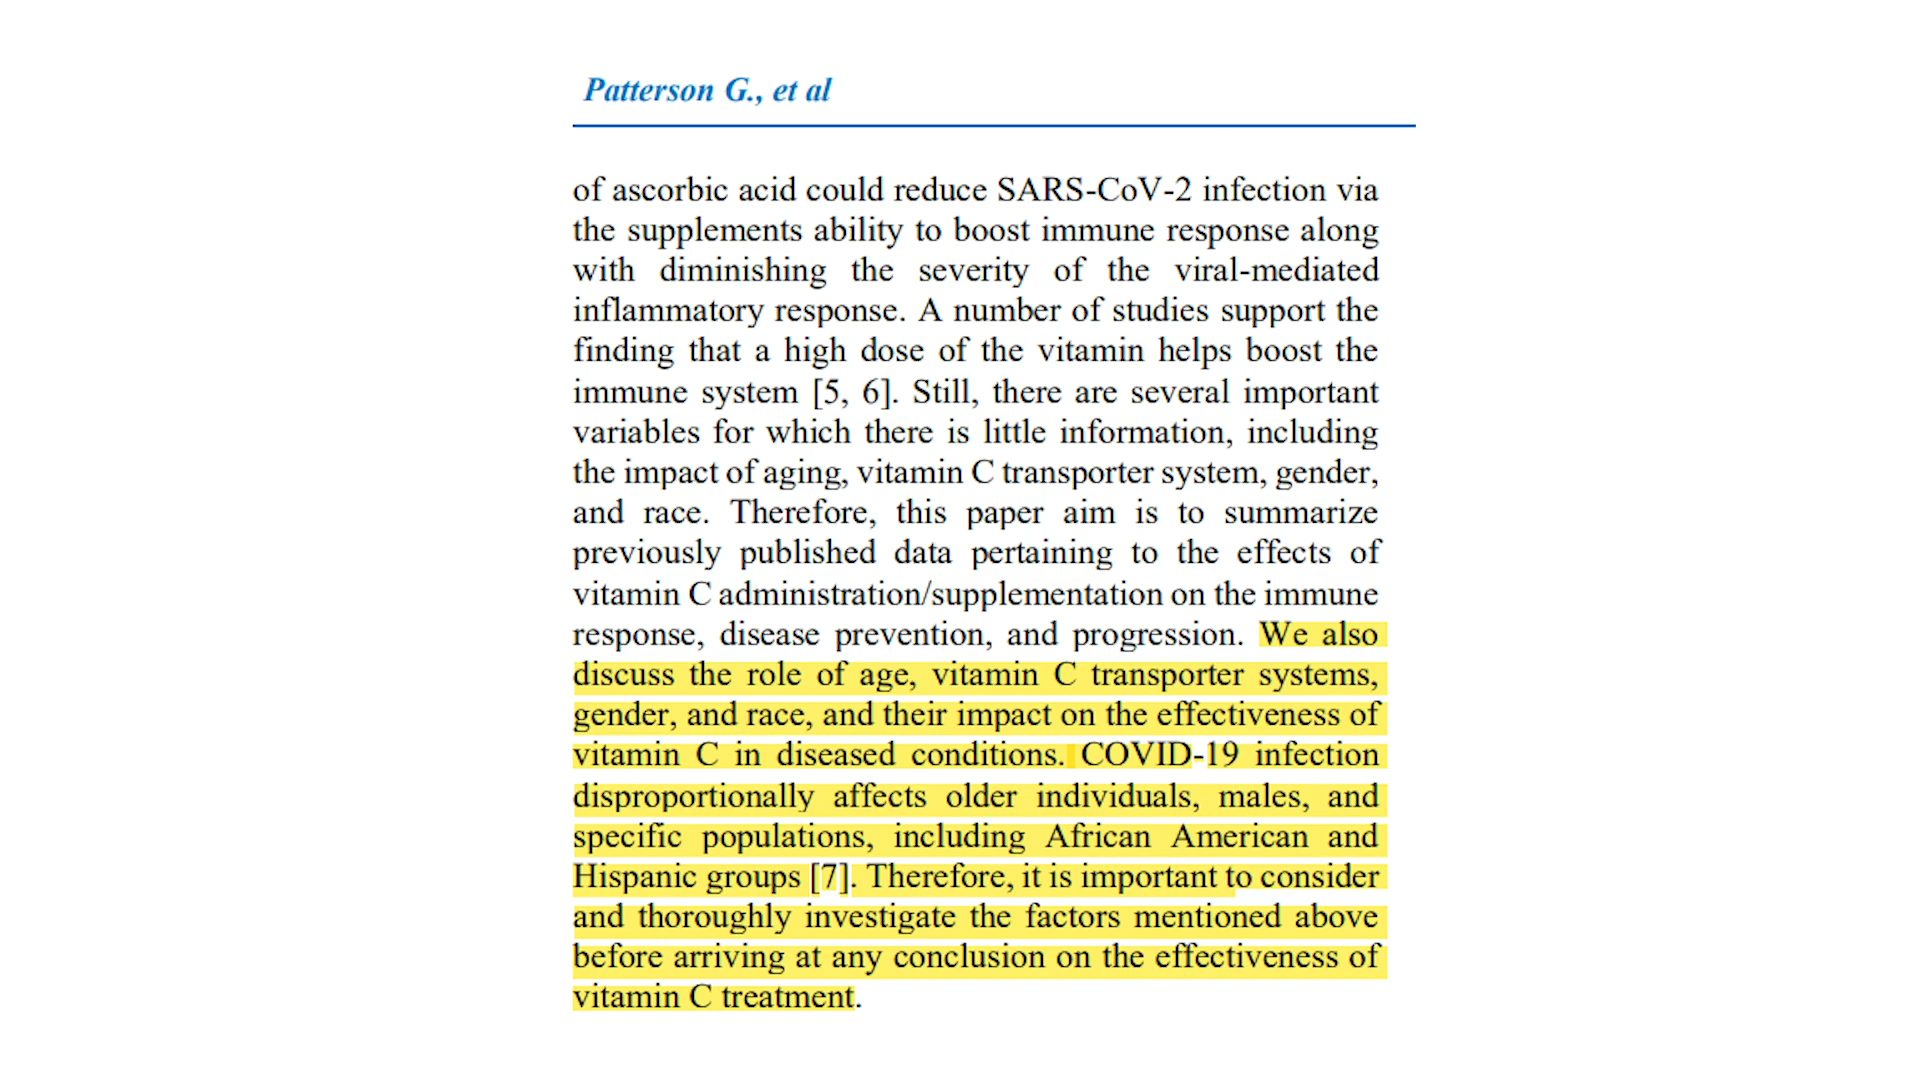 Patterson G., et al
of ascorbic acid could reduce SARS-CoV-2 infection via
the supplements ability to boost immune response along
with diminishing the severity of the viral-mediated
inflammatory response. A number of studies support the
finding that a high dose of the vitamin helps boost the
immune system [5, 6]. Still, there are several important
variables for which there is little information, including
the impact of aging, vitamin C transporter system, gender,
and race. Therefore, this paper aim is to summarize
previously published data pertaining to the effects of
vitamin C administration/supplementation on the immune
response, disease prevention, and progression. We also
discuss the role of age, vitamin C transporter systems,
gender, and race, and their impact on the effectiveness of
vitamin C in diseased conditions. COVID-19 infection
disproportionally affects older individuals, males, and
specific populations, including African American and
Hispanic groups [7]. Therefore, it is important to consider
and thoroughly investigate the factors mentioned above
before arriving at any conclusion on the effectiveness of
vitamin C treatment.